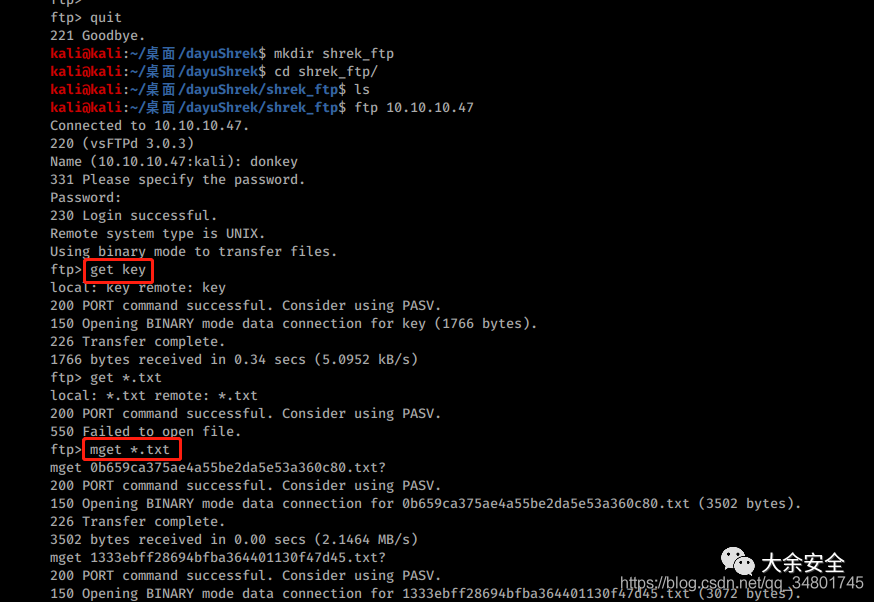 ftp>
ftp> quit
221 Goodbye.
kali@kali:~/桌面/dayuShrek$ mkdir shrek_ftp
kali@kali:~/桌面/dayuShrek$ cd shrek_ftp/
kali@kali:~/桌面/dayuShrek/shrek_ftp$ ls
kali@kali:~/桌面/dayuShrek/shrek_ftp$ ftp 10.10.10.47
Connected to 10.10.10.47.
220 (vsFTPd 3.0.3)
Name (10.10.10.47:kali): donkey
331 Please specify the password.
Password:
230 Login successful.
Remote system type is UNIX.
Using binary mode to transfer files.
ftp> get key
local: key remote: key
200 PORT command successful. Consider using PASV.
150 Opening BINARY mode data connection for key (1766 bytes).
226 Transfer complete.
1766 bytes received in 0.34 secs (5.0952 kB/s)
ftp> get *.txt
local: *.txt remote: *.txt
200 PORT command successful. Consider using PASV.
550 Failed to open file.
ftp> mget *.txt
mget 0b659ca375ae4a55be2da5e53a360c80.txt?
200 PORT command successful. Consider using PASV.
150 Opening BINARY mode data connection for 0b659ca375ae4a55be2da5e53a360c80.txt (3502 bytes).
226 Transfer complete.
3502 bytes received in 0.00 secs (2.1464 MB/s)
mget 1333ebff28694bfba364401130f47d45.txt?
200 PORT command successful. Consider using PASV.
150 Opening BINARY mode data connection for 1333ebff28694bfba364401130f47d45.txt (3072 bytes).
大余安全
https://blog.csdn.net/qq_34801745